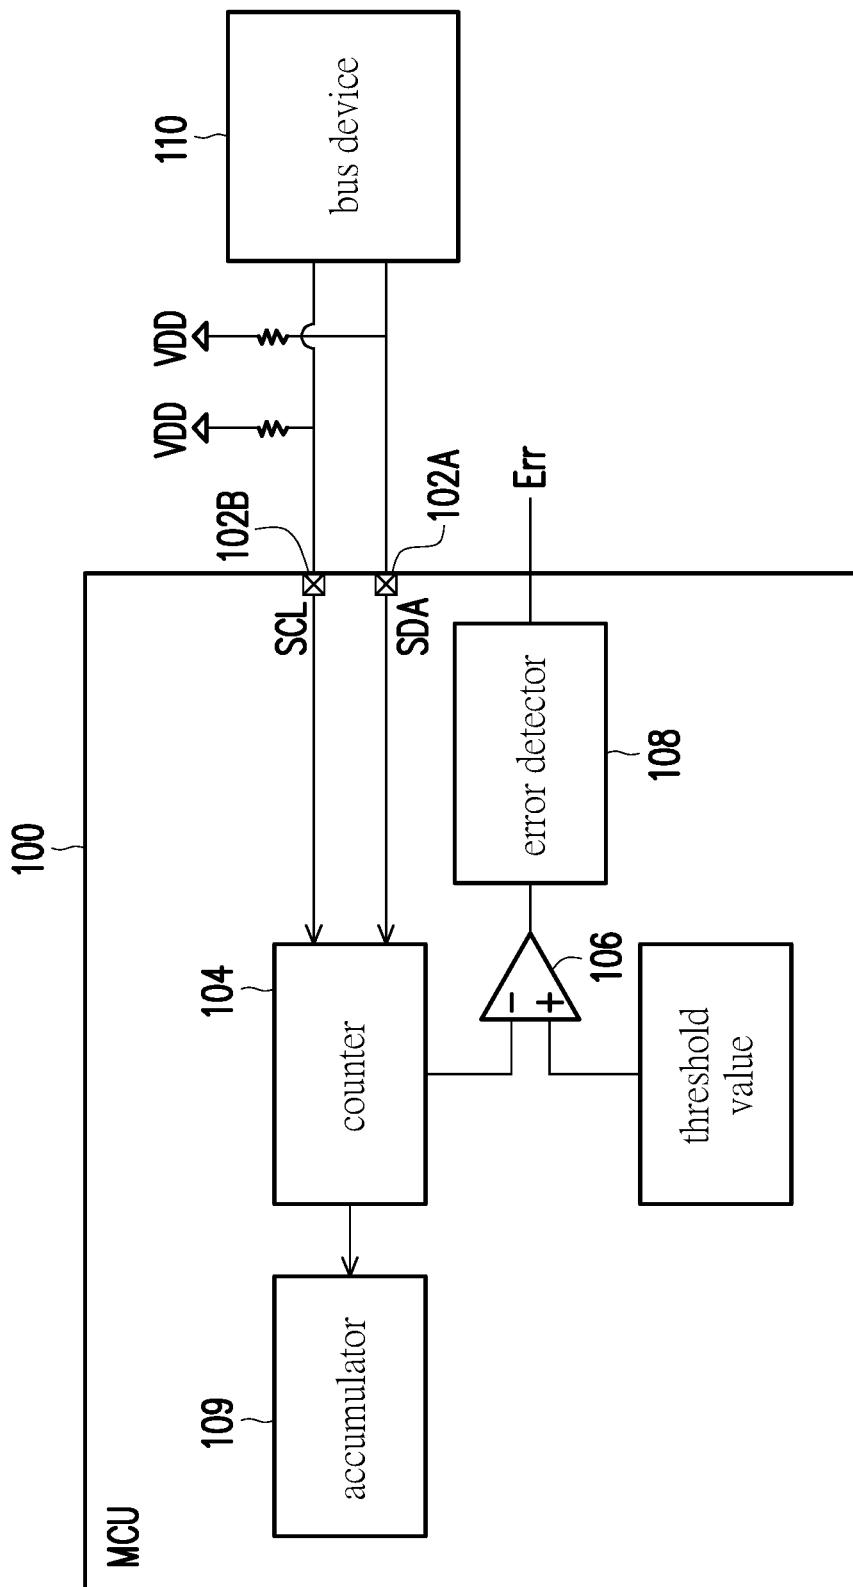 100
MCU
109
accumulator
104
counter
SCL
102B
SDA
102A
VDD
VDD
110
bus device
106
−
+
threshold
value
error detector
108
Err